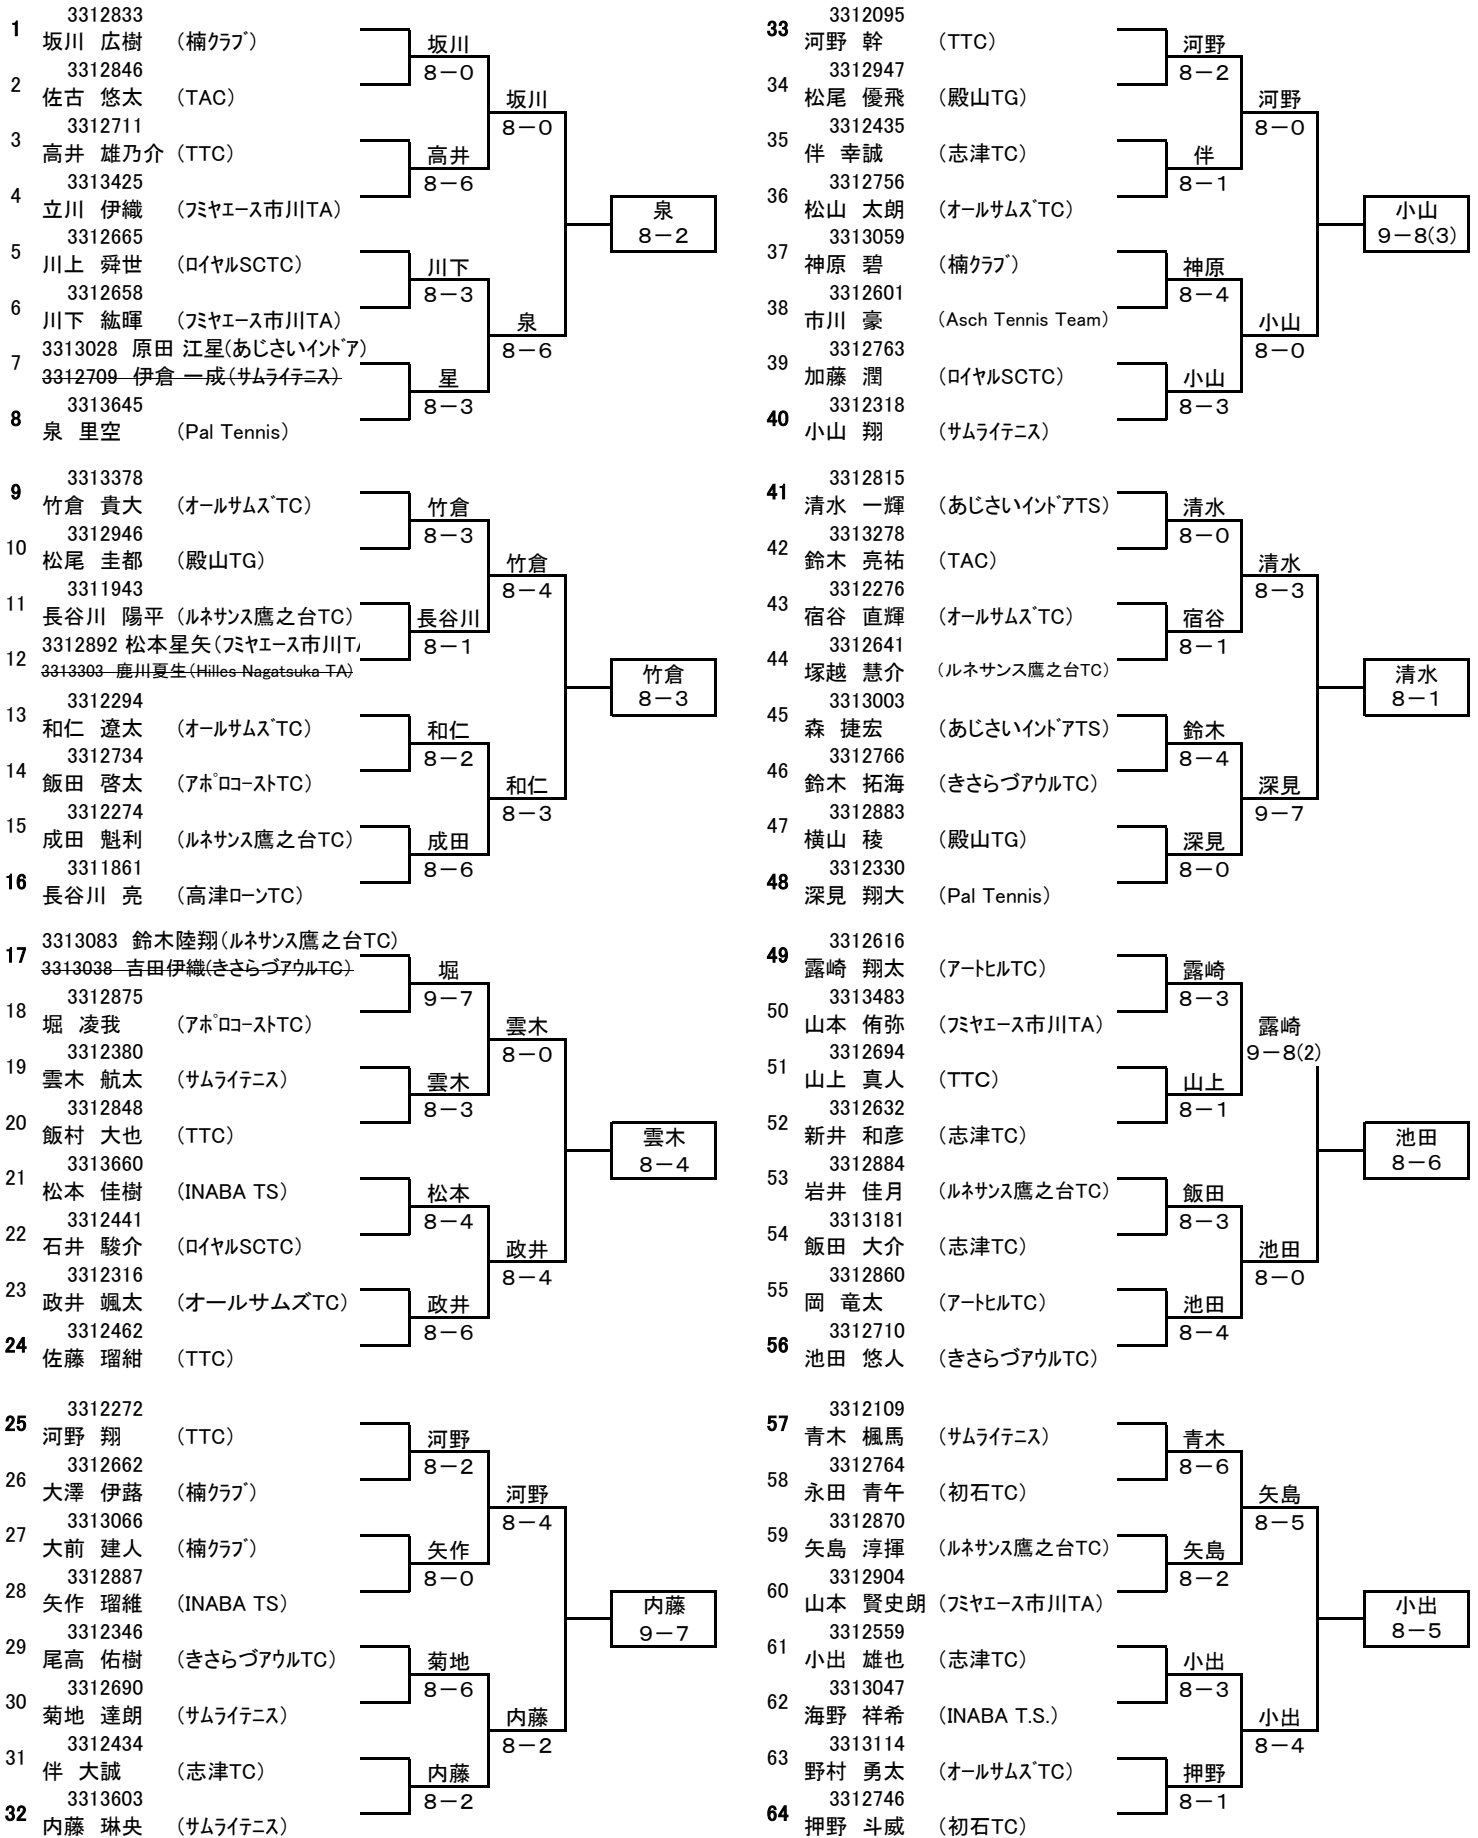 3312833
1 坂川 広樹 （楠ｸﾗﾌﾞ）
坂川
8－0
3312846
2 佐古 悠太 （TAC）
坂川
8－0
3312711
3 高井 雄乃介 （TTC）
高井
8－6
3313425
4 立川 伊織 （ﾌﾐﾔｴｰｽ市川TA）
泉
8－2
3312665
5 川上 舜世 （ﾛｲﾔﾙSCTC）
川下
8－3
3312658
6 川下 紘暉 （ﾌﾐﾔｴｰｽ市川TA）
泉
8－6
3313028 原田 江星（あじさいｲﾝﾄﾞｱ）
7
3312709 伊倉 一成（ｻﾑﾗｲﾃﾆｽ）
星
8－3
3313645
8 泉 里空 （Pal Tennis）
3313378
9 竹倉 貴大 （ｵｰﾙｻﾑｽﾞTC）
竹倉
8－3
3312946
10 松尾 圭都 （殿山TG）
竹倉
8－4
3311943
11 長谷川 陽平 （ﾙﾈｻﾝｽ鷹之台TC）
長谷川
8－1
3312892 松本星矢（ﾌﾐﾔｴｰｽ市川TA
12
3313303 鹿川夏生（Hilles Nagatsuka TA）
竹倉
8－3
3312294
13 和仁 遼太 （ｵｰﾙｻﾑｽﾞTC）
和仁
8－2
3312734
14 飯田 啓太 （ｱﾎﾟﾛｺｰｽﾄTC）
和仁
8－3
3312274
15 成田 魁利 （ﾙﾈｻﾝｽ鷹之台TC）
成田
8－6
3311861
16 長谷川 亮 （高津ﾛｰﾝTC）
3313083 鈴木陸翔（ﾙﾈｻﾝｽ鷹之台TC）
17
3313038 吉田伊織（きさらづｱｳﾙTC）
堀
9－7
3312875
18 堀 凌我 （ｱﾎﾟﾛｺｰｽﾄTC）
雲木
8－0
3312380
19 雲木 航太 （ｻﾑﾗｲﾃﾆｽ）
雲木
8－3
3312848
20 飯村 大也 （TTC）
雲木
8－4
3313660
21 松本 佳樹 （INABA TS）
松本
8－4
3312441
22 石井 駿介 （ﾛｲﾔﾙSCTC）
政井
8－4
3312316
23 政井 颯太 （オールサムズTC）
政井
8－6
3312462
24 佐藤 瑠紺 （TTC）
3312272
25 河野 翔 （TTC）
河野
8－2
3312662
26 大澤 伊蕗 （楠ｸﾗﾌﾞ）
河野
8－4
3313066
27 大前 建人 （楠ｸﾗﾌﾞ）
矢作
8－0
3312887
28 矢作 瑠維 （INABA TS）
内藤
9－7
3312346
29 尾高 佑樹 （きさらづｱｳﾙTC）
菊地
8－6
3312690
30 菊地 達朗 （ｻﾑﾗｲﾃﾆｽ）
内藤
8－2
3312434
31 伴 大誠 （志津TC）
内藤
8－2
3313603
32 内藤 琳央 （ｻﾑﾗｲﾃﾆｽ）
3312095
33 河野 幹 （TTC）
河野
8－2
3312947
34 松尾 優飛 （殿山TG）
河野
8－0
3312435
35 伴 幸誠 （志津TC）
伴
8－1
3312756
36 松山 太朗 （ｵｰﾙｻﾑｽﾞTC）
小山
9－8(3)
3313059
37 神原 碧 （楠ｸﾗﾌﾞ）
神原
8－4
3312601
38 市川 豪 （Asch Tennis Team）
小山
8－0
3312763
39 加藤 潤 （ﾛｲﾔﾙSCTC）
小山
8－3
3312318
40 小山 翔 （ｻﾑﾗｲﾃﾆｽ）
3312815
41 清水 一輝 （あじさいｲﾝﾄﾞｱTS）
清水
8－0
3313278
42 鈴木 亮祐 （TAC）
清水
8－3
3312276
43 宿谷 直輝 （ｵｰﾙｻﾑｽﾞTC）
宿谷
8－1
3312641
44 塚越 慧介 （ﾙﾈｻﾝｽ鷹之台TC）
清水
8－1
3313003
45 森 捷宏 （あじさいｲﾝﾄﾞｱTS）
鈴木
8－4
3312766
46 鈴木 拓海 （きさらづｱｳﾙTC）
深見
9－7
3312883
47 横山 稜 （殿山TG）
深見
8－0
3312330
48 深見 翔大 （Pal Tennis）
3312616
49 露崎 翔太 （ｱｰﾄﾋﾙTC）
露崎
8－3
3313483
50 山本 侑弥 （ﾌﾐﾔｴｰｽ市川TA）
露崎
9－8(2)
3312694
51 山上 真人 （TTC）
山上
8－1
3312632
52 新井 和彦 （志津TC）
池田
8－6
3312884
53 岩井 佳月 （ﾙﾈｻﾝｽ鷹之台TC）
飯田
8－3
3313181
54 飯田 大介 （志津TC）
池田
8－0
3312860
55 岡 竜太 （ｱｰﾄﾋﾙTC）
池田
8－4
3312710
56 池田 悠人 （きさらづｱｳﾙTC）
3312109
57 青木 楓馬 （ｻﾑﾗｲﾃﾆｽ）
青木
8－6
3312764
58 永田 青午 （初石TC）
矢島
8－5
3312870
59 矢島 淳揮 （ﾙﾈｻﾝｽ鷹之台TC）
矢島
8－2
3312904
60 山本 賢史朗 （ﾌﾐﾔｴｰｽ市川TA）
小出
8－5
3312559
61 小出 雄也 （志津TC）
小出
8－3
3313047
62 海野 祥希 （INABA T.S.）
小出
8－4
3313114
63 野村 勇太 （ｵｰﾙｻﾑｽﾞTC）
押野
8－1
3312746
64 押野 斗威 （初石TC）